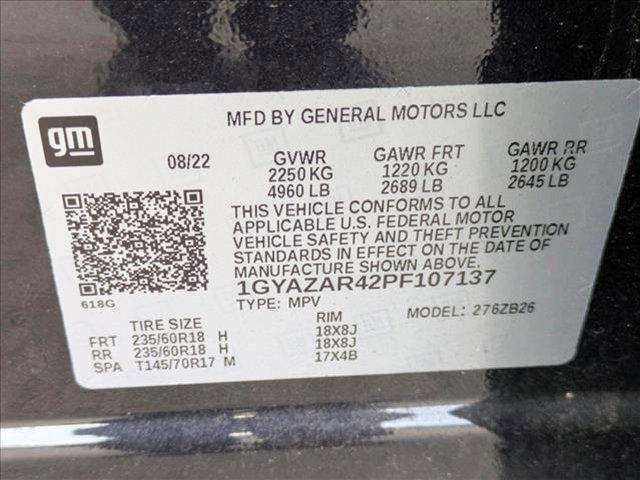 gm
MFD BY GENERAL MOTORS LLC
08/22 GVWR GAWR FRT GAWR RR
2250 KG 1220 KG 1200 KG
4960 LB 2689 LB 2645 LB
THIS VEHICLE CONFORMS TO ALL
APPLICABLE U.S. FEDERAL MOTOR
VEHICLE SAFETY AND THEFT PREVENTION
STANDARDS IN EFFECT ON THE DATE OF
MANUFACTURE SHOWN ABOVE.
618G
1GYAZAR42PF107137
TYPE: MPV MODEL: 276ZB26
TIRE SIZE RIM
FRT 235/60R18 H 18X8J
RR 235/60R18 H 18X8J
SPA T145/70R17 M 17X4B